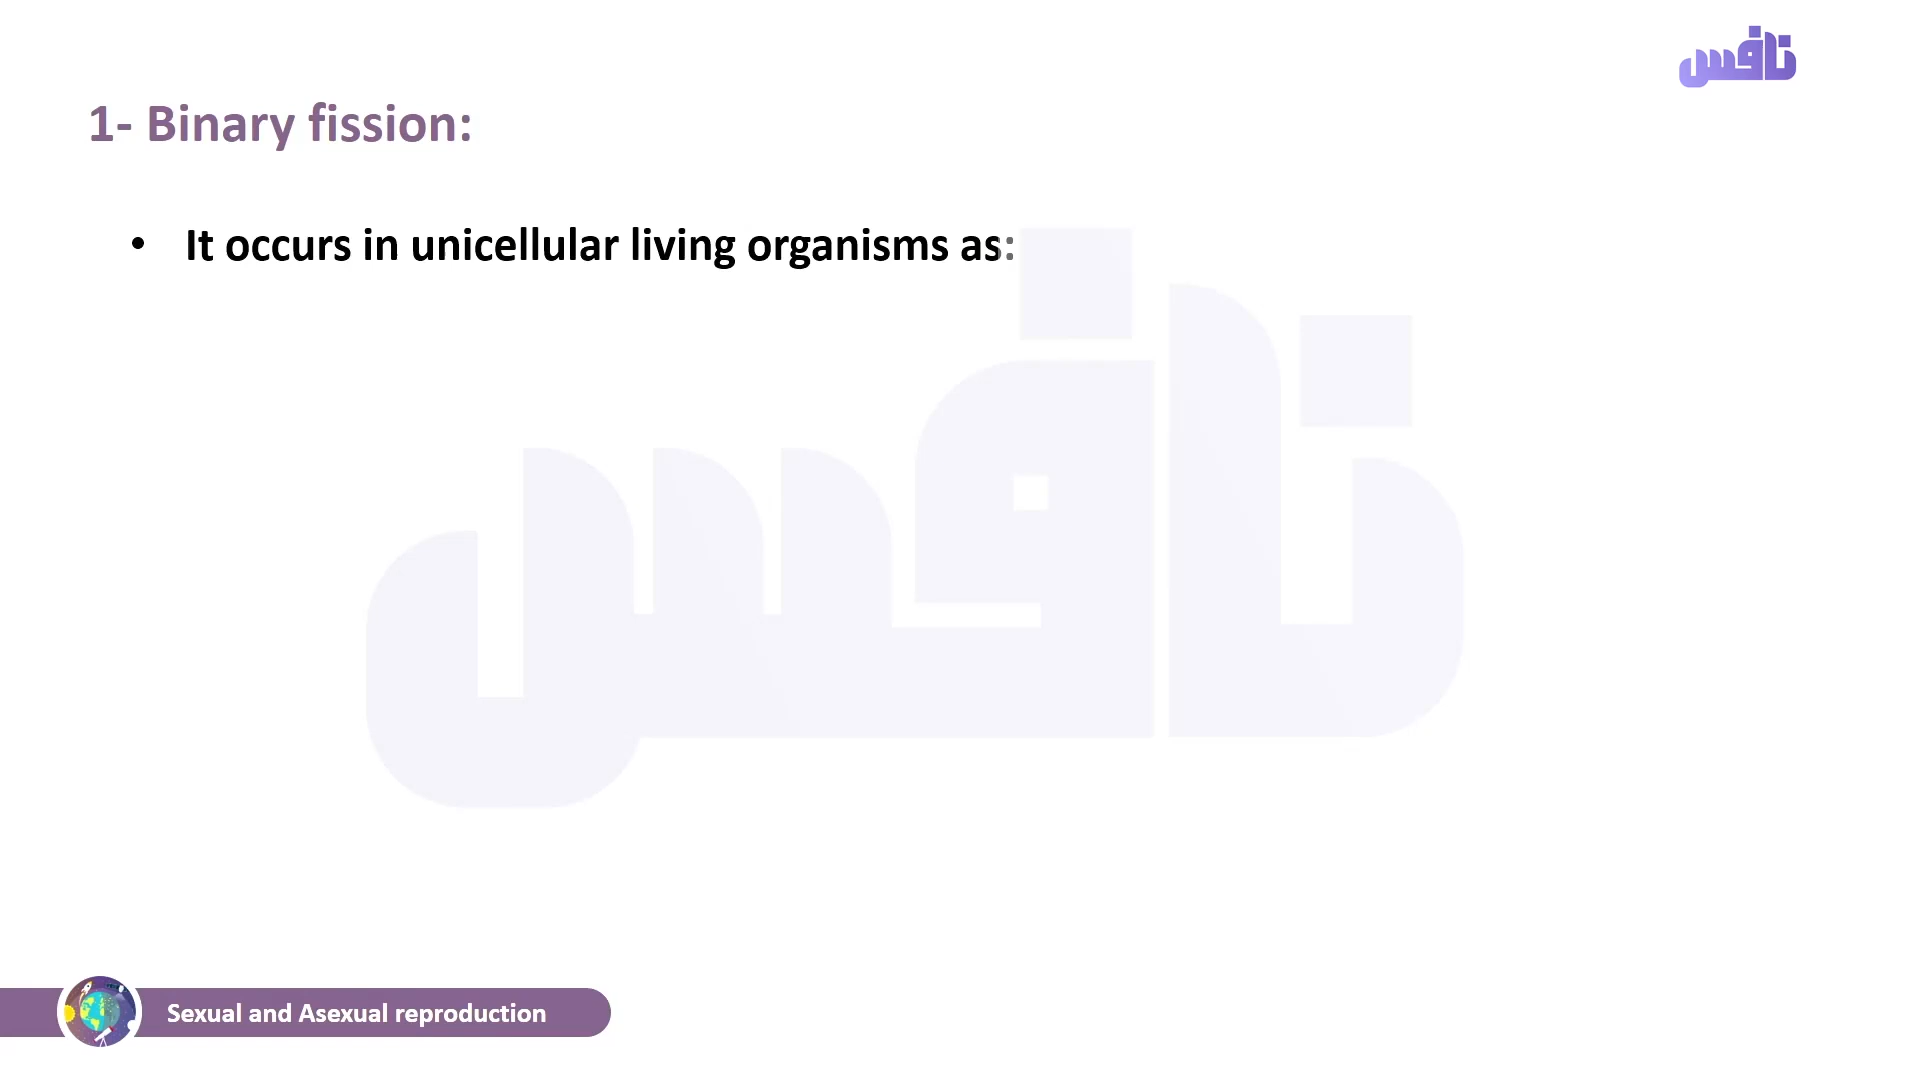 نافس
1- Binary fission:
• It occurs in unicellular living organisms as:
نافس
Sexual and Asexual reproduction